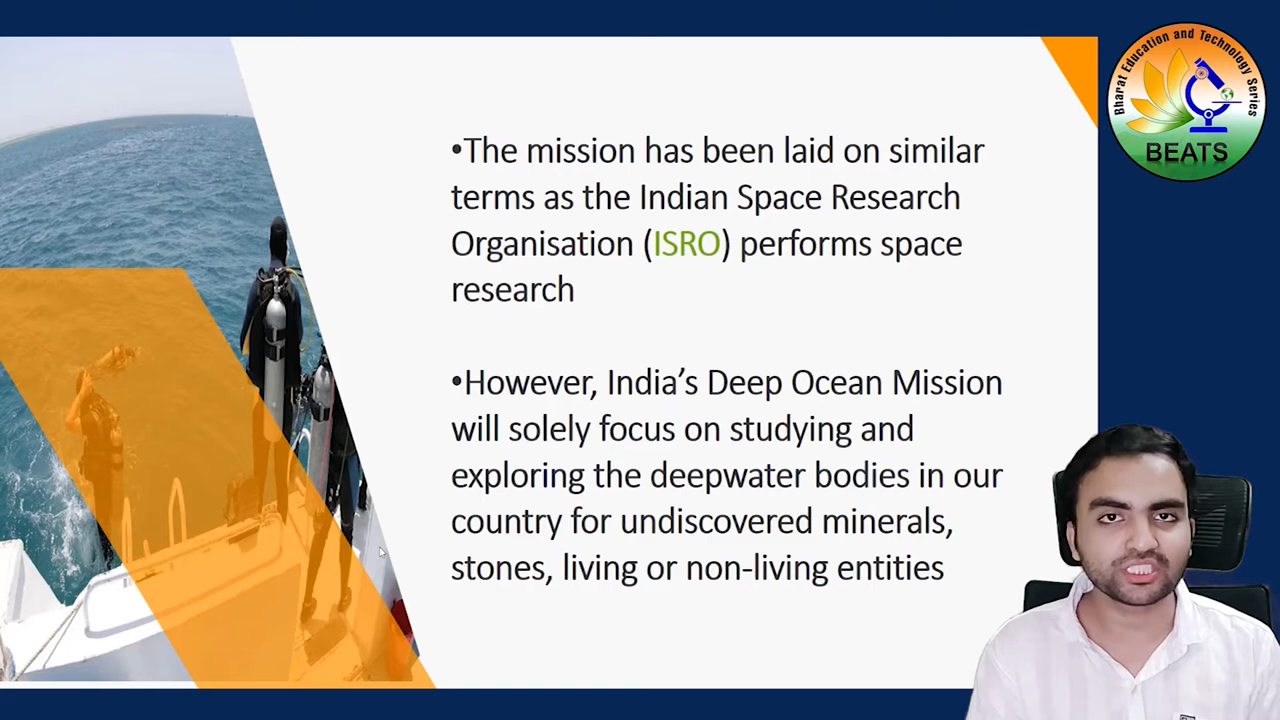 •The mission has been laid on similar
terms as the Indian Space Research
Organisation (ISRO) performs space
research
•However, India’s Deep Ocean Mission
will solely focus on studying and
exploring the deepwater bodies in our
country for undiscovered minerals,
stones, living or non-living entities
Bharat Education and Technology Series
BEATS